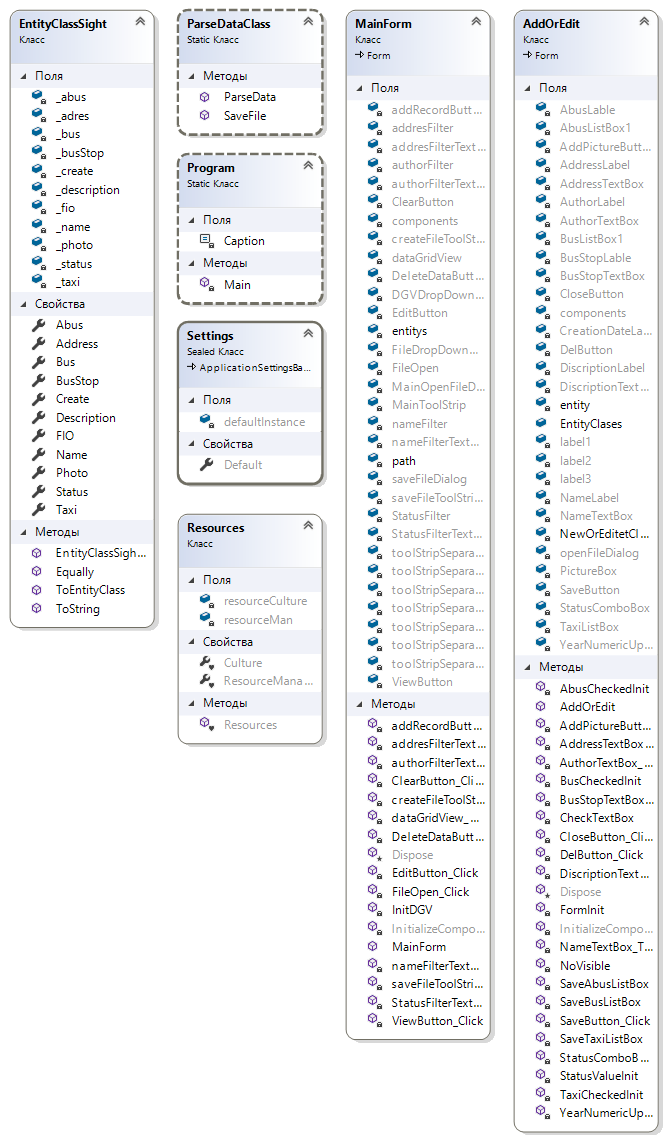 EntityClassSight
Класс
Поля
_abus
_adres
_bus
_busStop
_create
_description
_fio
_name
_photo
_status
_taxi
Свойства
Abus
Address
Bus
BusStop
Create
Description
FIO
Name
Photo
Status
Taxi
Методы
EntityClassSigh...
Equally
ToEntityClass
ToString
ParseDataClass
Static Класс
Методы
ParseData
SaveFile
Program
Static Класс
Поля
Caption
Методы
Main
Settings
Sealed Класс
ApplicationSettingsBa...
Поля
defaultInstance
Свойства
Default
Resources
Класс
Поля
resourceCulture
resourceMan
Свойства
Culture
ResourceMana...
Методы
Resources
MainForm
Класс
Form
Поля
addRecordButt...
addresFilter
addresFilterText...
authorFilter
authorFilterText...
ClearButton
components
createFileToolSt...
dataGridView
DeleteDataButt...
DGVDropDown...
EditButton
entitys
FileDropDown...
FileOpen
MainOpenFileD...
MainToolStrip
nameFilter
nameFilterText...
path
saveFileDialog
saveFileToolStri...
StatusFilter
StatusFilterText...
toolStripSepara...
toolStripSepara...
toolStripSepara...
toolStripSepara...
toolStripSepara...
toolStripSepara...
toolStripSepara...
ViewButton
Методы
addRecordButt...
addresFilterText...
authorFilterText...
ClearButton_Cli...
createFileToolSt...
dataGridView_...
DeleteDataButt...
Dispose
EditButton_Click
FileOpen_Click
InitDGV
InitializeCompo...
MainForm
nameFilterText...
saveFileToolStri...
StatusFilterText...
ViewButton_Click
AddOrEdit
Класс
Form
Поля
AbusLable
AbusListBox1
AddPictureButt...
AddressLabel
AddressTextBox
AuthorLabel
AuthorTextBox
BusListBox1
BusStopLable
BusStopTextBox
CloseButton
components
CreationDateLa...
DelButton
DiscriptionLabel
DiscriptionText...
entity
EntityClases
label1
label2
label3
NameLabel
NameTextBox
NewOrEditetCl...
openFileDialog
PictureBox
SaveButton
StatusComboBox
TaxiListBox
YearNumericUp...
Методы
AbusCheckedInit
AddOrEdit
AddPictureButt...
AddressTextBox...
AuthorTextBox_...
BusCheckedInit
BusStopTextBox...
CheckTextBox
CloseButton_Cli...
DelButton_Click
DiscriptionText...
Dispose
FormInit
InitializeCompo...
NameTextBox_T...
NoVisible
SaveAbusListBox
SaveBusListBox
SaveButton_Click
SaveTaxiListBox
StatusComboB...
StatusValueInit
TaxiCheckedInit
YearNumericUp...